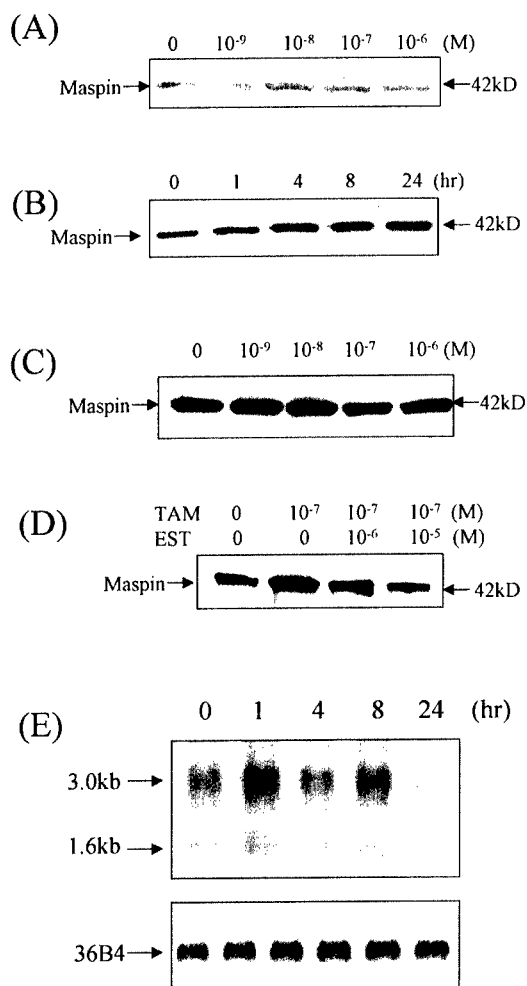 (A)
0 10⁻⁹ 10⁻⁸ 10⁻⁷ 10⁻⁶ (M)
Maspin→ ←42kD
(B)
0 1 4 8 24 (hr)
Maspin→ ←42kD
(C)
0 10⁻⁹ 10⁻⁸ 10⁻⁷ 10⁻⁶ (M)
Maspin→ ←42kD
(D)
TAM 0 10⁻⁷ 10⁻⁷ 10⁻⁷ (M)
EST 0 0 10⁻⁶ 10⁻⁵ (M)
Maspin→ ←42kD
(E)
0 1 4 8 24 (hr)
3.0kb→
1.6kb→
36B4→